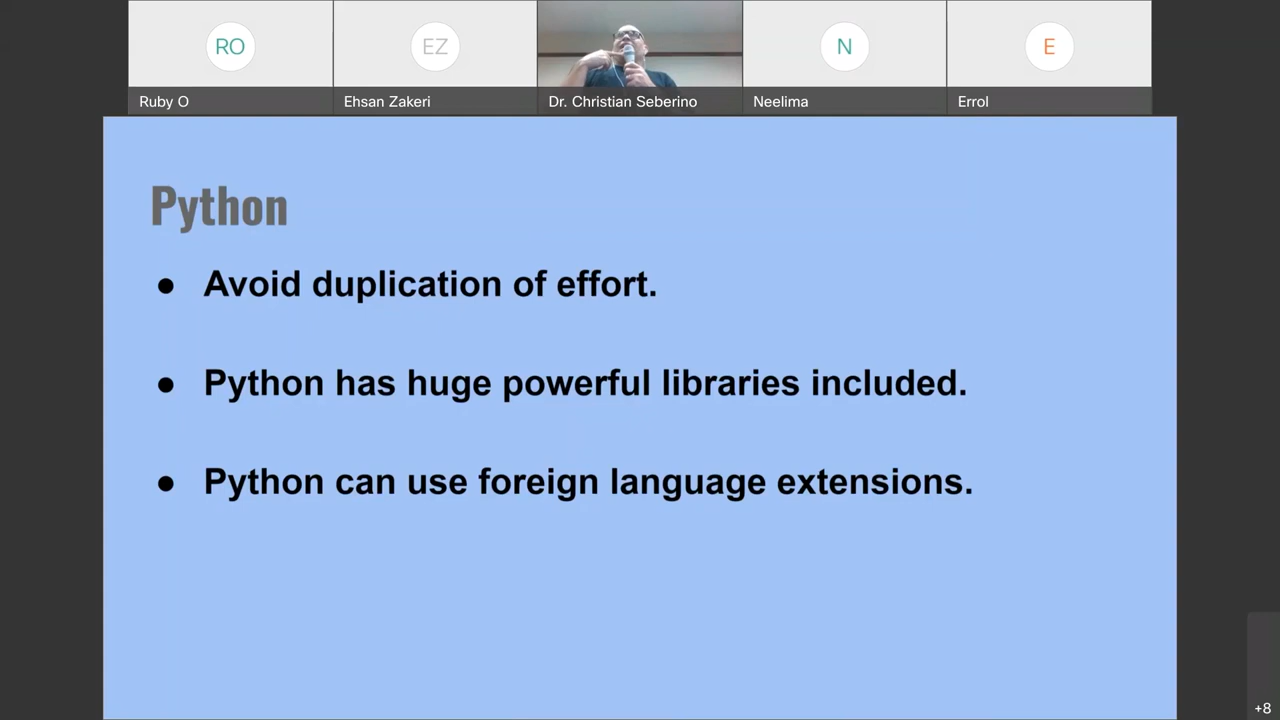 RO
EZ
N
E
Ruby O
Ehsan Zakeri
Dr. Christian Seberino
Neelima
Errol
Python
● Avoid duplication of effort.
● Python has huge powerful libraries included.
● Python can use foreign language extensions.
+8